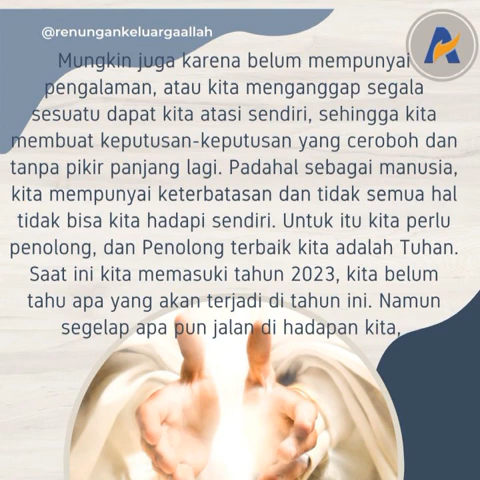 @renungankeluargaallah
Mungkin juga karena belum mempunyai
pengalaman, atau kita menganggap segala
sesuatu dapat kita atasi sendiri, sehingga kita
membuat keputusan-keputusan yang ceroboh dan
tanpa pikir panjang lagi. Padahal sebagai manusia,
kita mempunyai keterbatasan dan tidak semua hal
tidak bisa kita hadapi sendiri. Untuk itu kita perlu
penolong, dan Penolong terbaik kita adalah Tuhan.
Saat ini kita memasuki tahun 2023, kita belum
tahu apa yang akan terjadi di tahun ini. Namun
segelap apa pun jalan di hadapan kita,